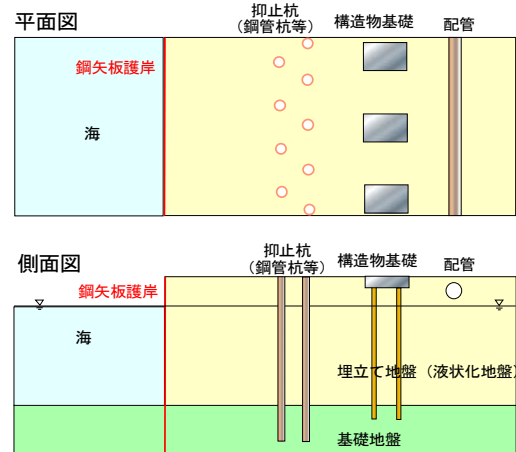 平面図
抑止杭
(鋼管杭等)
構造物基礎
配管
鋼矢板護岸
海
側面図
抑止杭
(鋼管杭等)
構造物基礎
配管
鋼矢板護岸
海
埋立て地盤（液状化地盤）
基礎地盤